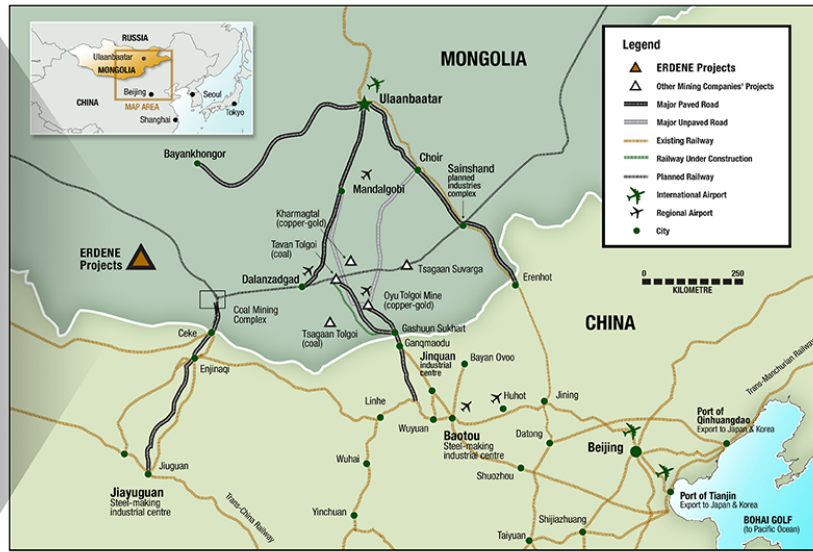 RUSSIA
Ulaanbaatar
MONGOLIA
Beijing
Seoul
CHINA
MAP AREA
Tokyo
Shanghai
MONGOLIA
Legend
ERDENE Projects
Other Mining Companies' Projects
Major Paved Road
Major Unpaved Road
Existing Railway
Railway Under Construction
Planned Railway
International Airport
Regional Airport
City
0 250
KILOMETRE
Ulaanbaatar
Bayankhongor
Choir
Sainshand
planned
industries
complex
Mandalgobi
Kharmagtal
(copper-gold)
ERDENE
Projects
Tavan Tolgoi
(coal)
Tsagaan Suvarga
Dalanzadgad
Erenhot
Oyu Tolgoi Mine
(copper-gold)
Coal Mining
Complex
CHINA
Tsagaan Tolgoi
(coal)
Gashuun Sukhait
Ceke
Ganqmaodu
Jinquan
industrial
centre
Bayan Ovoo
Enjinaqi
Trans-Manchurian Railway
Linhe
Huhot
Jining
Port of
Qinhuangdao
Export to Japan & Korea
Wuyuan
Baotou
Steel-making
industrial centre
Datong
Beijing
Wuhai
Shuozhou
Jiuguan
Jiayuguan
Steel-making
industrial centre
Trans-China Railway
Port of Tianjin
Export to Japan & Korea
Yinchuan
Shijiazhuang
Taiyuan
BOHAI GOLF
(to Pacific Ocean)